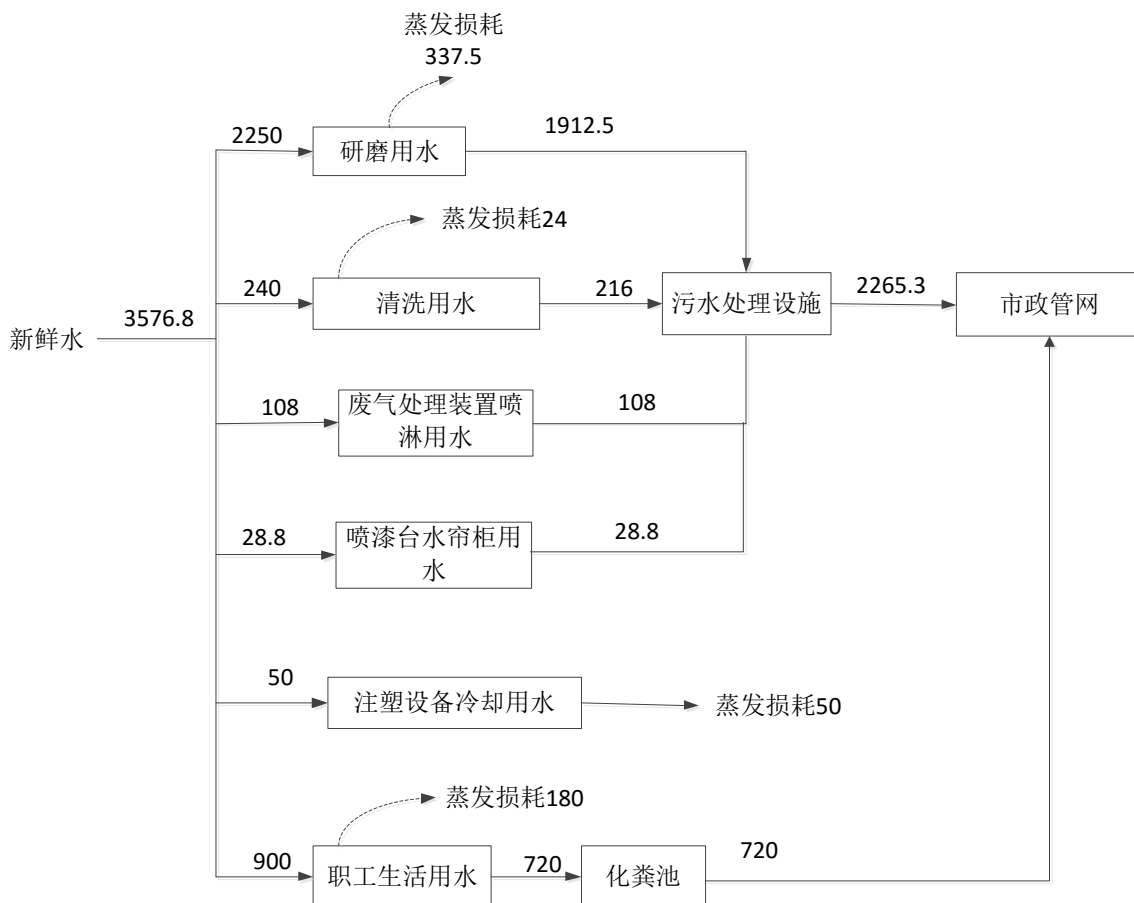 蒸发损耗
337.5
2250
研磨用水
1912.5
蒸发损耗24
240
清洗用水
216
污水处理设施
2265.3
市政管网
新鲜水
3576.8
108
废气处理装置喷
淋用水
108
28.8
喷漆台水帘柜用
水
28.8
50
注塑设备冷却用水
蒸发损耗50
蒸发损耗180
900
职工生活用水
720
化粪池
720